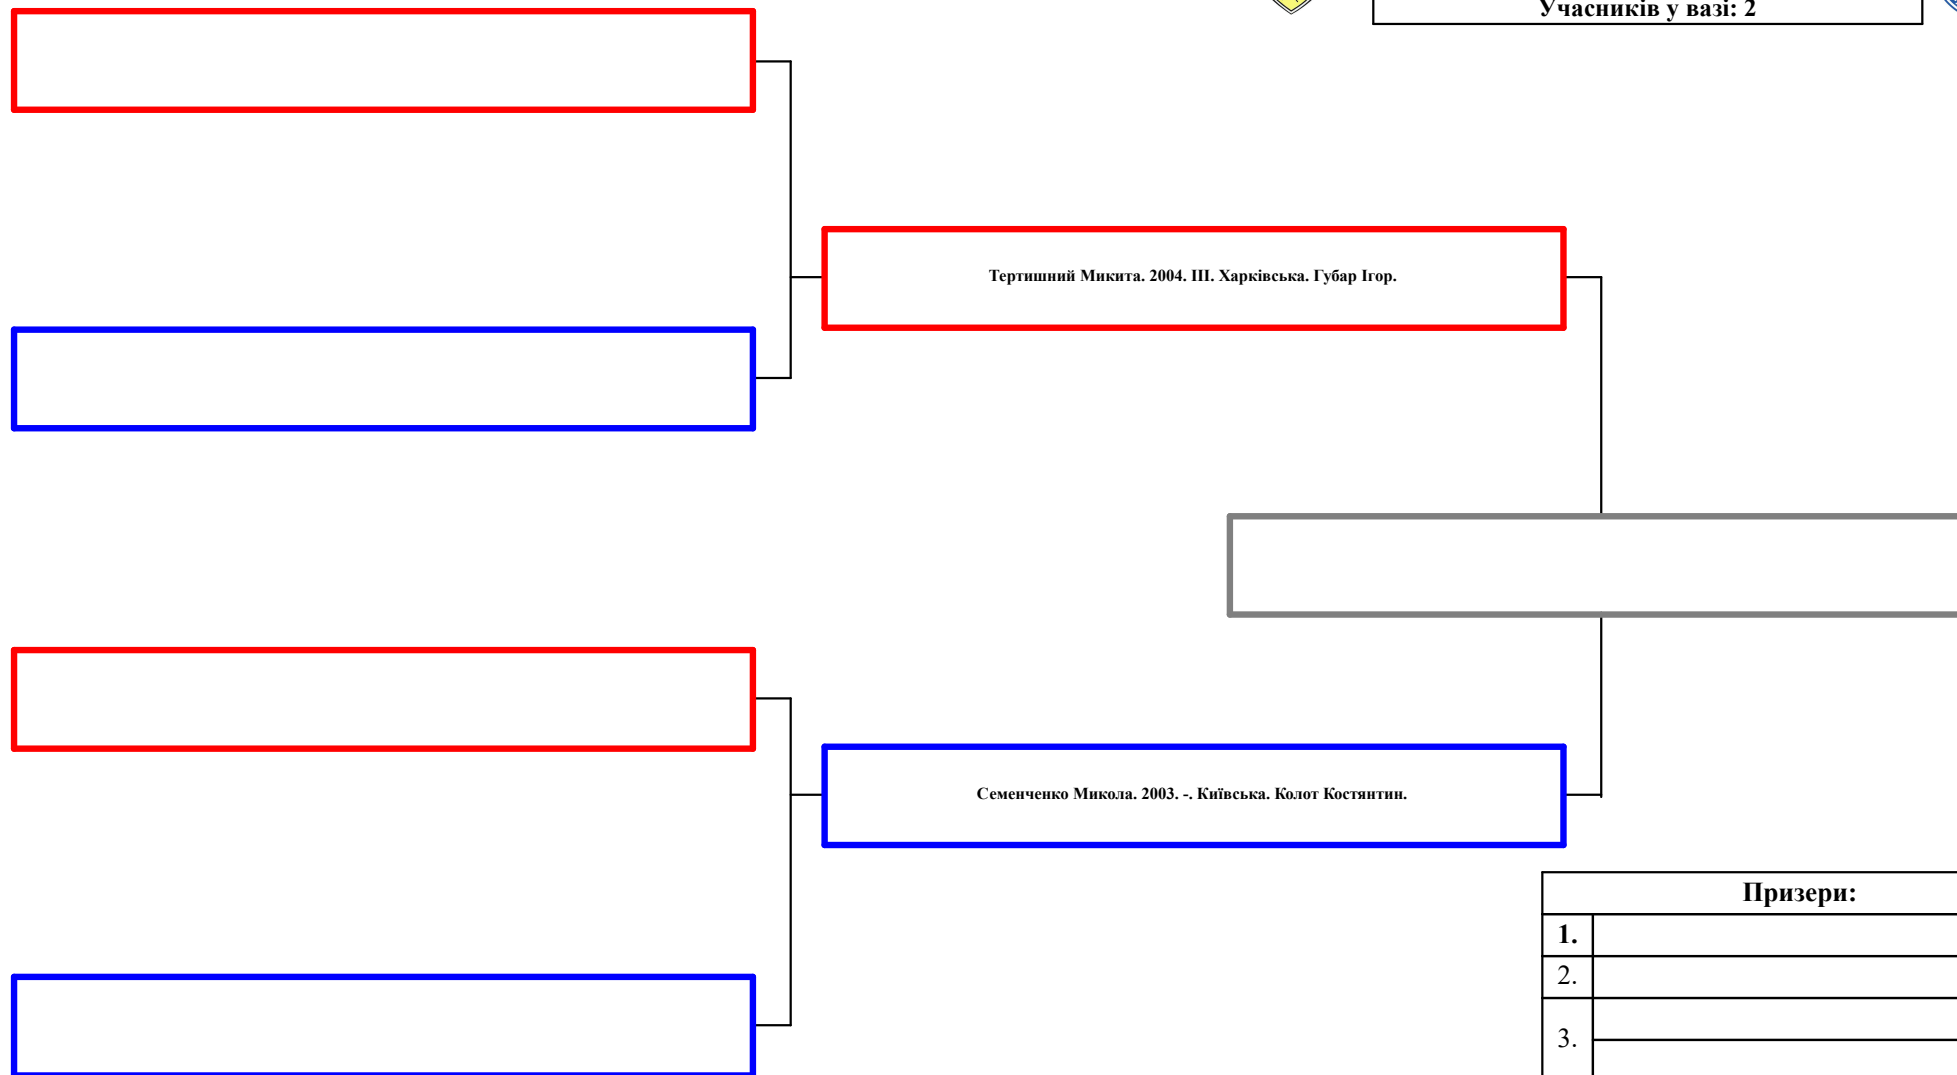 Учасників у вазі: 2
Тертишний Микита. 2004. III. Харківська. Губар Ігор.
Семенченко Микола. 2003. -. Київська. Колот Костянтин.
Призери:
1.
2.
3.